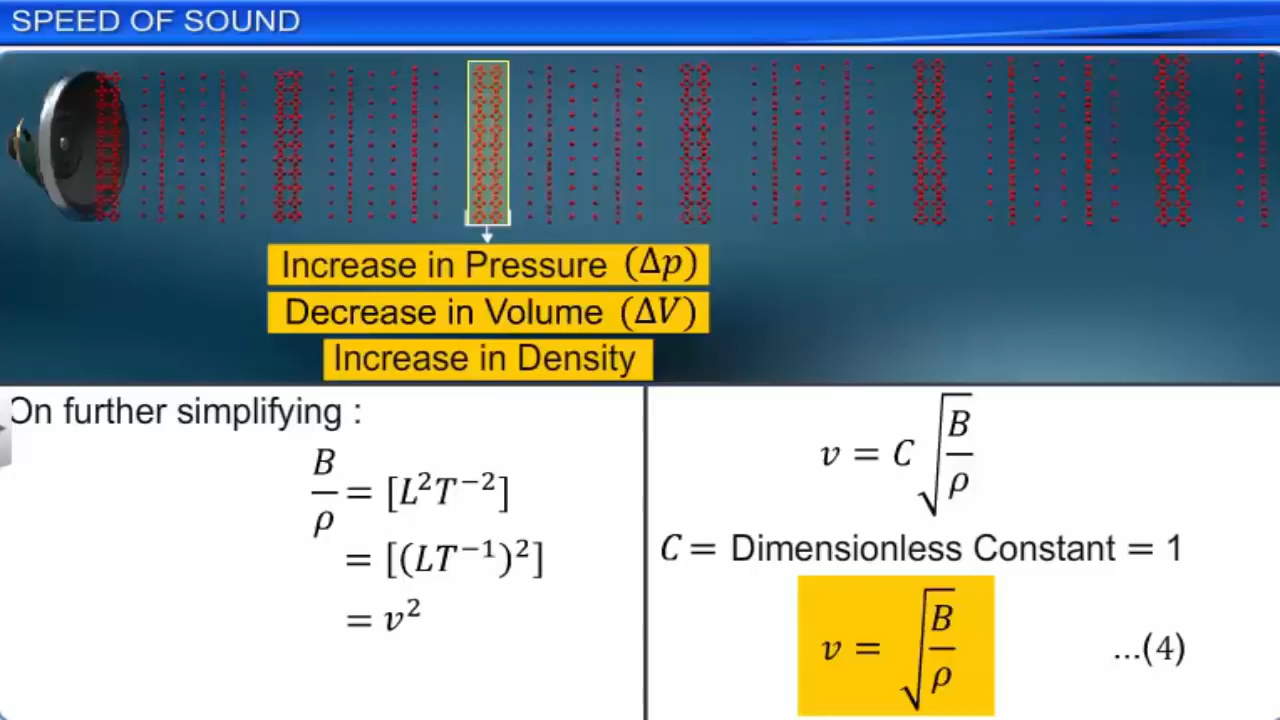 SPEED OF SOUND
Increase in Pressure (Δp)
Decrease in Volume (ΔV)
Increase in Density
On further simplifying :
B/ρ = [L²T⁻²]
= [(LT⁻¹)²]
= v²
v = C √(B/ρ)
C = Dimensionless Constant = 1
v = √(B/ρ) ...(4)